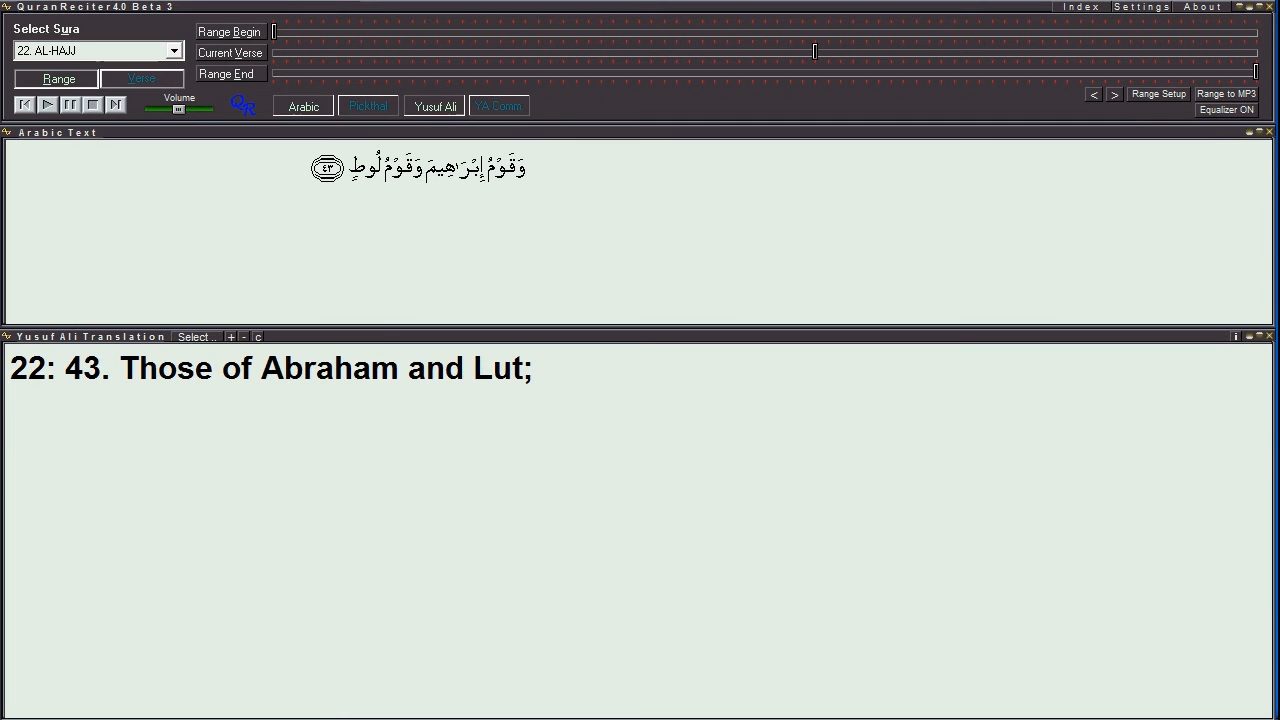 QuranReciter4.0 Beta 3
Index Settings About
Select Sura
22. AL-HAJJ
Range Verse
Range Begin
Current Verse
Range End
Volume
QR
Arabic Pickthal Yusuf Ali YA Comm.
< > Range Setup Range to MP3
Equalizer ON
Arabic Text
وَقَوْمُ إِبْرَٰهِيمَ وَقَوْمُ لُوطٍ ٤٣
Yusuf Ali Translation Select .. + - c i
22: 43. Those of Abraham and Lut;